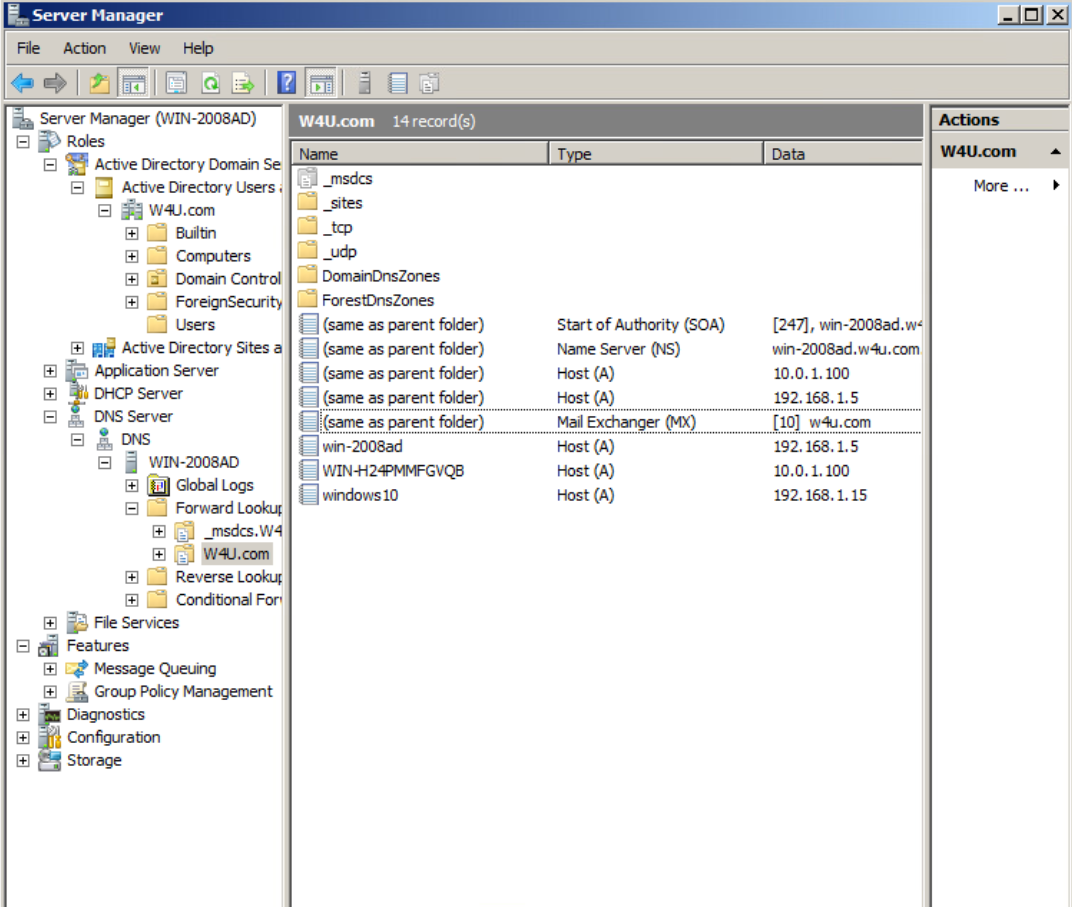 Server Manager
File Action View Help
Server Manager (WIN-2008AD)
Roles
Active Directory Domain Se
Active Directory Users a
W4U.com
Builtin
Computers
Domain Control
ForeignSecurity
Users
Active Directory Sites a
Application Server
DHCP Server
DNS Server
DNS
WIN-2008AD
Global Logs
Forward Lookup
_msdcs.W4
W4U.com
Reverse Lookup
Conditional For
File Services
Features
Message Queuing
Group Policy Management
Diagnostics
Configuration
Storage
W4U.com 14 record(s)
Name Type Data
_msdcs
_sites
_tcp
_udp
DomainDnsZones
ForestDnsZones
(same as parent folder) Start of Authority (SOA) [247], win-2008ad.w4
(same as parent folder) Name Server (NS) win-2008ad.w4u.com
(same as parent folder) Host (A) 10.0.1.100
(same as parent folder) Host (A) 192.168.1.5
(same as parent folder) Mail Exchanger (MX) [10] w4u.com
win-2008ad Host (A) 192.168.1.5
WIN-H24PMMFGVQB Host (A) 10.0.1.100
windows10 Host (A) 192.168.1.15
Actions
W4U.com
More ...